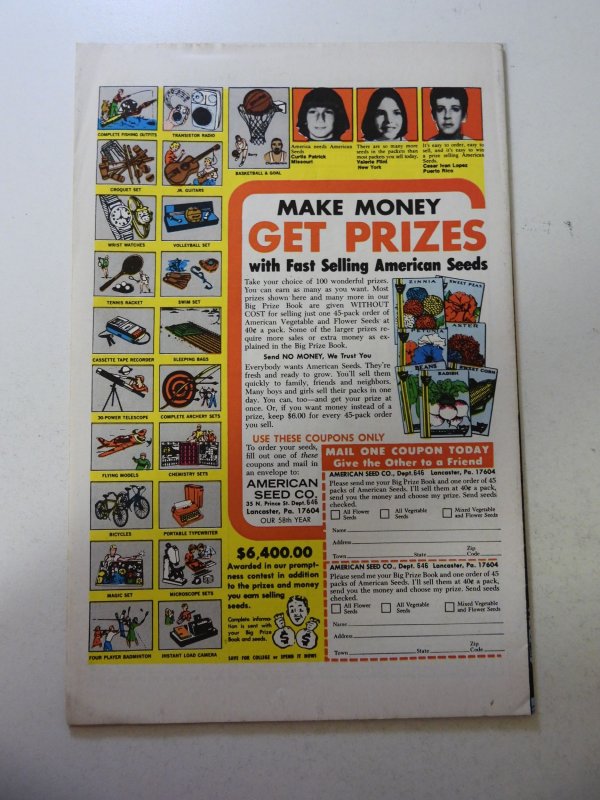 COMPLETE FISHING OUTFITS
TRANSISTOR RADIO
CROQUET SET
JR. GUITARS
WRIST WATCHES
VOLLEYBALL SET
TENNIS RACKET
SWIM SET
CASSETTE TAPE RECORDER
SLEEPING BAGS
30-POWER TELESCOPE
COMPLETE ARCHERY SETS
FLYING MODELS
CHEMISTRY SETS
BICYCLES
PORTABLE TYPEWRITER
MAGIC SET
MICROSCOPE SETS
FOUR PLAYER BADMINTON
INSTANT LOAD CAMERA
BASKETBALL & GOAL
America needs American
Seeds
Curtis Patrick
Missouri
There are so many more
seeds in the packets than
most packets you sell today.
Valerie Flint
New York
It's easy to order, easy to
sell, and it's easy to win
a prize selling American
Seeds.
Cesar Ivan Lopez
Puerto Rico
MAKE MONEY
GET PRIZES
with Fast Selling American Seeds
Take your choice of 100 wonderful prizes.
You can earn as many as you want. Most
prizes shown here and many more in our
Big Prize Book are given WITHOUT
COST for selling just one 45-pack order of
American Vegetable and Flower Seeds at
40¢ a pack. Some of the larger prizes re-
quire more sales or extra money as ex-
plained in the Big Prize Book.
Send NO MONEY, We Trust You
Everybody wants American Seeds. They're
fresh and ready to grow. You'll sell them
quickly to family, friends and neighbors.
Many boys and girls sell their packs in one
day. You can, too—and get your prize at
once. Or, if you want money instead of a
prize, keep $6.00 for every 45-pack order
you sell.
ZINNIA
SWEET PEAS
PETUNIA
ASTER
BEANS
RADISH
SWEET CORN
USE THESE COUPONS ONLY
To order your seeds,
fill out one of these
coupons and mail in
an envelope to:
AMERICAN
SEED CO.
35 N. Prince St. Dept. 646
Lancaster, Pa. 17604
OUR 58th YEAR
$6,400.00
Awarded in our prompt-
ness contest in addition
to the prizes and money
you earn selling
seeds.
Complete informa-
tion is sent with
your Big Prize
Book and seeds.
SAVE FOR COLLEGE or SPEND IT NOW!
MAIL ONE COUPON TODAY
Give the Other to a Friend
AMERICAN SEED CO., Dept. 646 Lancaster, Pa. 17604
Please send me your Big Prize Book and one order of 45
packs of American Seeds. I'll sell them at 40¢ a pack,
send you the money and choose my prize. Send seeds
checked.
All Flower
Seeds
All Vegetable
Seeds
Mixed Vegetable
and Flower Seeds
Name
Address
Town State Zip Code
AMERICAN SEED CO., Dept. 646 Lancaster, Pa. 17604
Please send me your Big Prize Book and one order of 45
packs of American Seeds. I'll sell them at 40¢ a pack,
send you the money and choose my prize. Send seeds
checked.
All Flower
Seeds
All Vegetable
Seeds
Mixed Vegetable
and Flower Seeds
Name
Address
Town State Zip Code